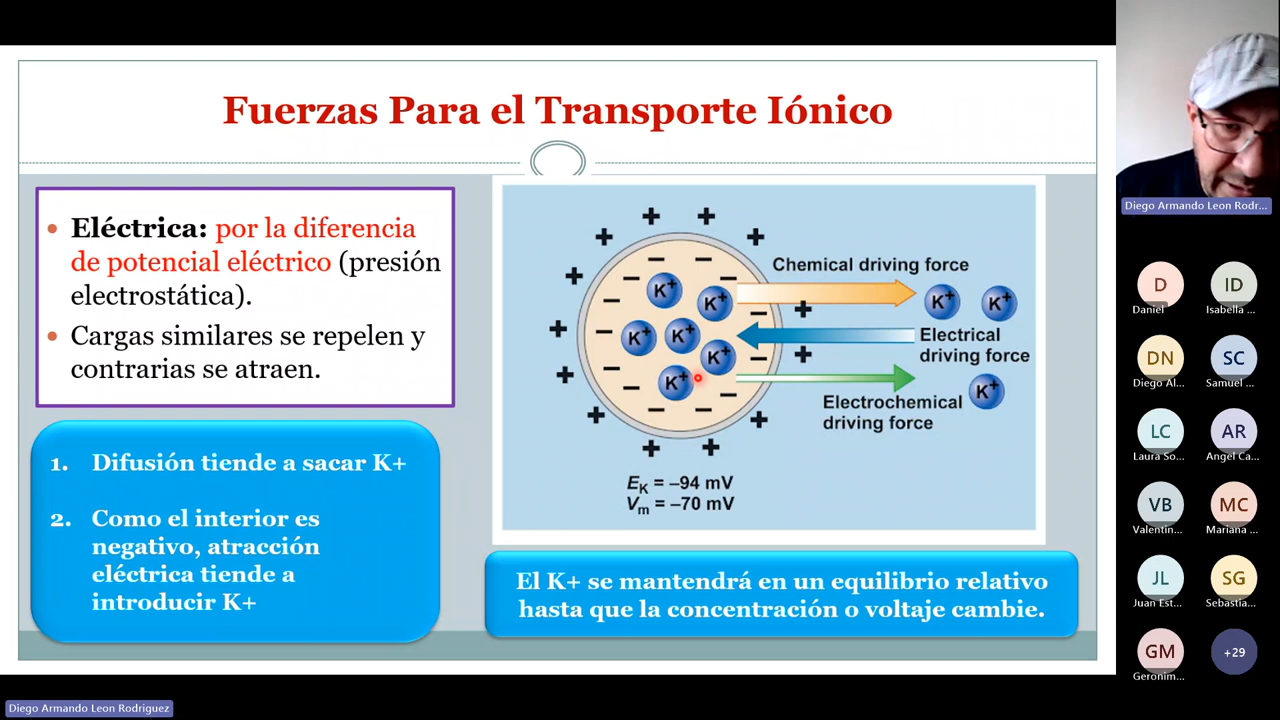 Fuerzas Para el Transporte Iónico
• Eléctrica: por la diferencia
de potencial eléctrico (presión
electrostática).
• Cargas similares se repelen y
contrarias se atraen.
1. Difusión tiende a sacar K+
2. Como el interior es
negativo, atracción
eléctrica tiende a
introducir K+
Chemical driving force
K+ K+ K+ K+ K+ K+
K+ K+
Electrical
driving force
K+
Electrochemical
driving force
EK = –94 mV
Vm = –70 mV
El K+ se mantendrá en un equilibrio relativo
hasta que la concentración o voltaje cambie.
Diego Armando Leon Rodr...
D
Daniel
ID
Isabella ...
DN
Diego Al...
SC
Samuel ...
LC
Laura So...
AR
Angel Ca...
VB
Valentin...
MC
Mariana ...
JL
Juan Est...
SG
Sebastia...
GM
Geronim...
+29
Diego Armando Leon Rodriguez